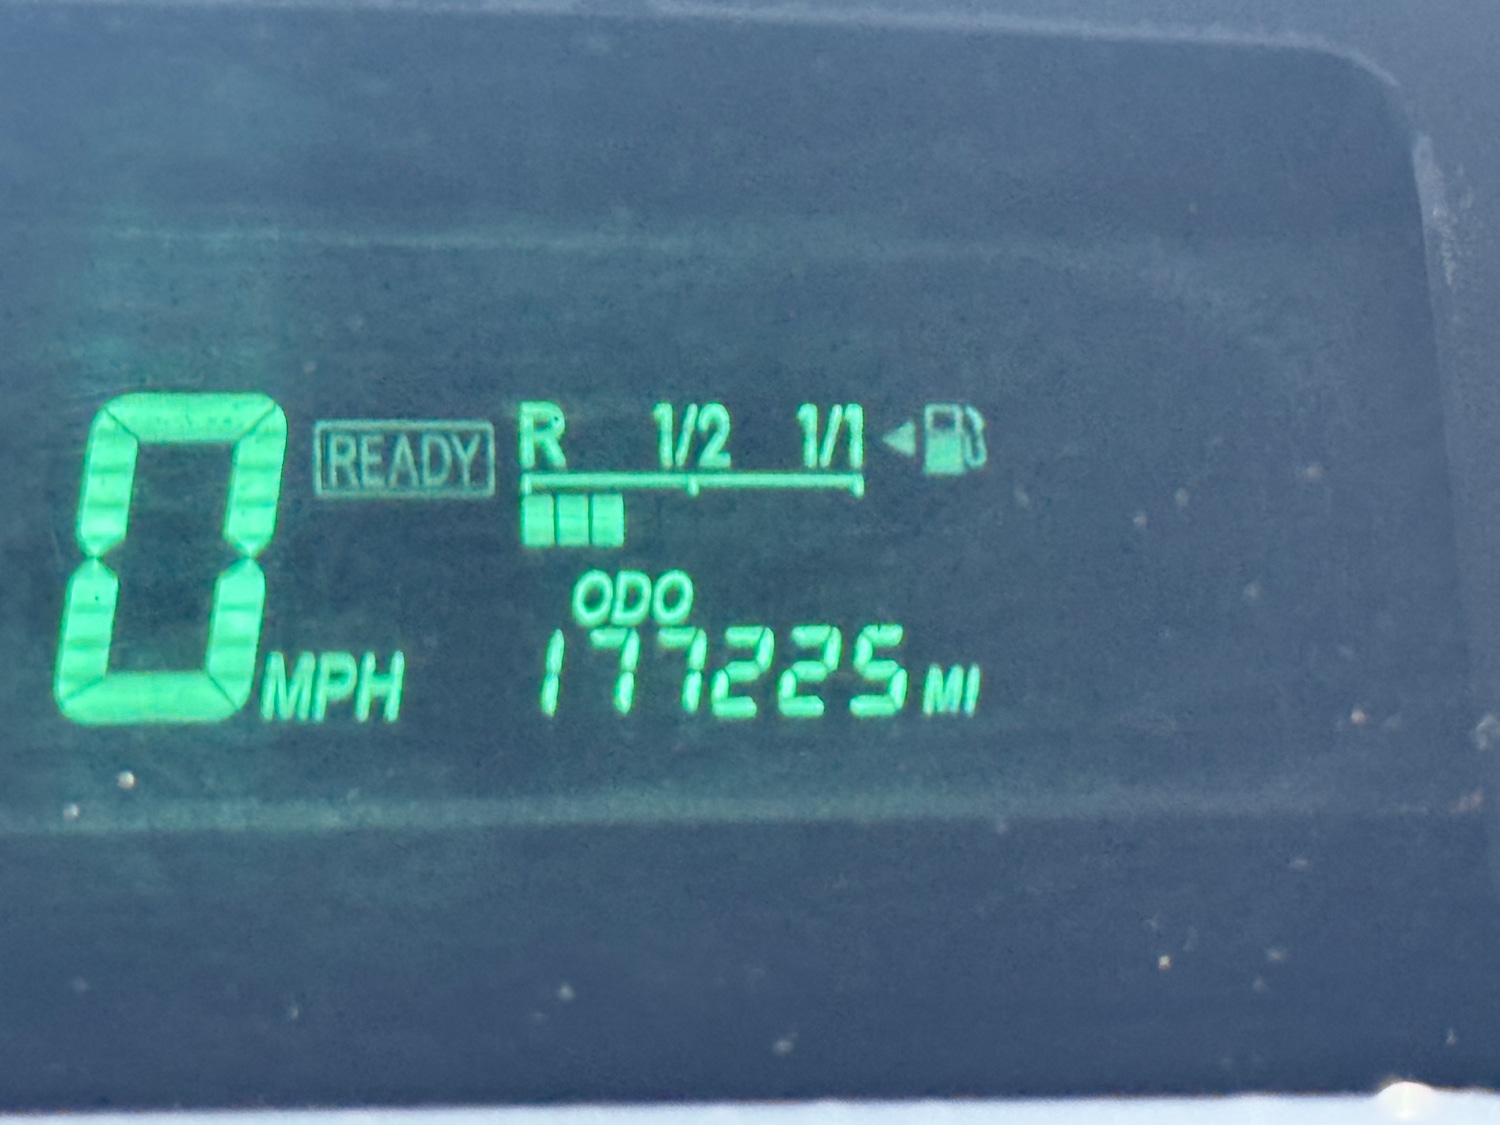 0 MPH
READY
R 1/2 1/1
ODO
177225 MI